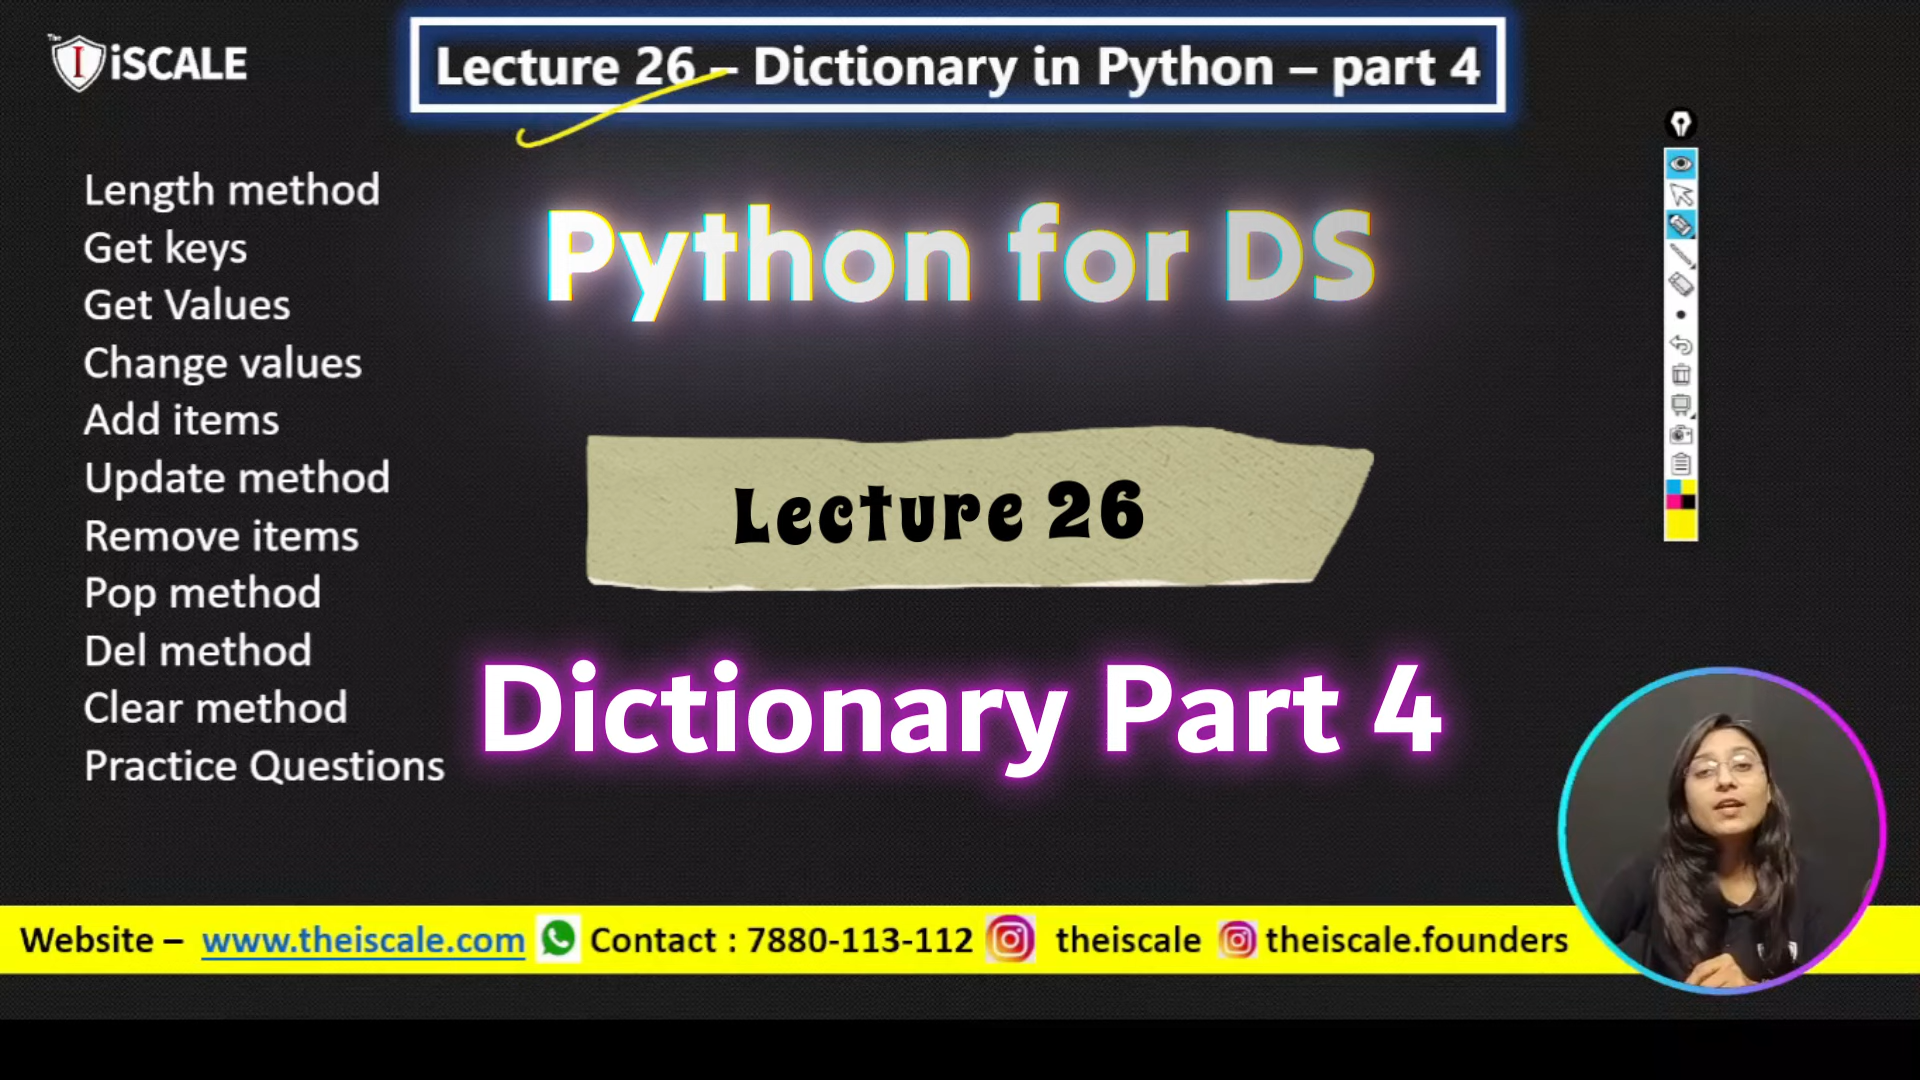 The
I
iSCALE
Lecture 26 – Dictionary in Python – part 4
Length method
Get keys
Get Values
Change values
Add items
Update method
Remove items
Pop method
Del method
Clear method
Practice Questions
Python for DS
Lecture 26
Dictionary Part 4
Website – www.theiscale.com Contact : 7880-113-112 theiscale theiscale.founders